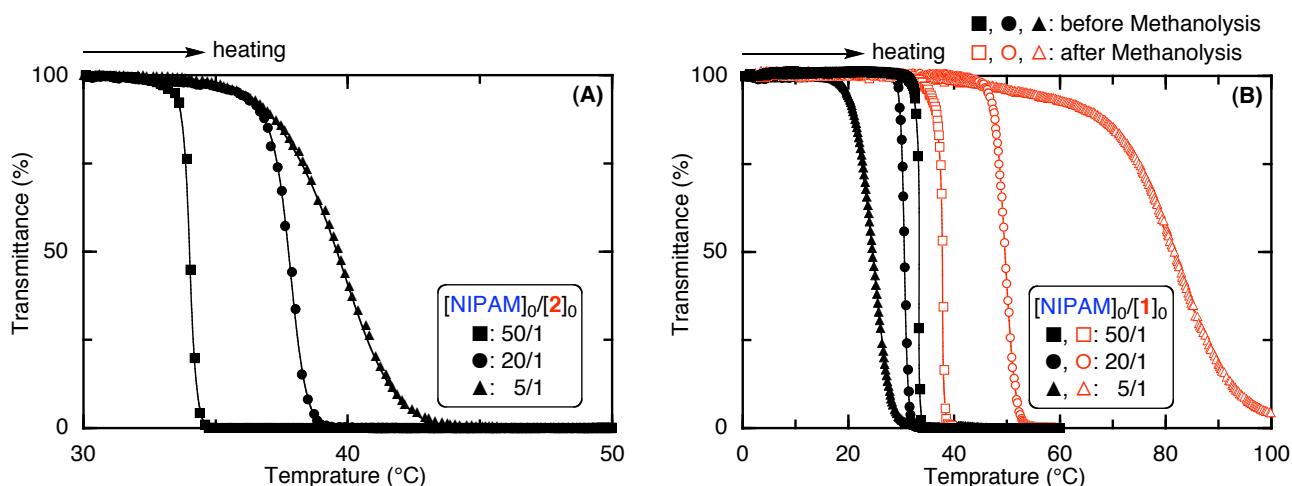 ■, ●, ▲: before Methanolysis
□, ○, △: after Methanolysis
heating
(A)
100
50
0
Transmittance (%)
30
40
50
Temprature (°C)
[NIPAM]₀/[2]₀
■: 50/1
●: 20/1
▲: 5/1
heating
(B)
100
50
0
Transmittance (%)
0
20
40
60
80
100
Temprature (°C)
[NIPAM]₀/[1]₀
■, □: 50/1
●, ○: 20/1
▲, △: 5/1